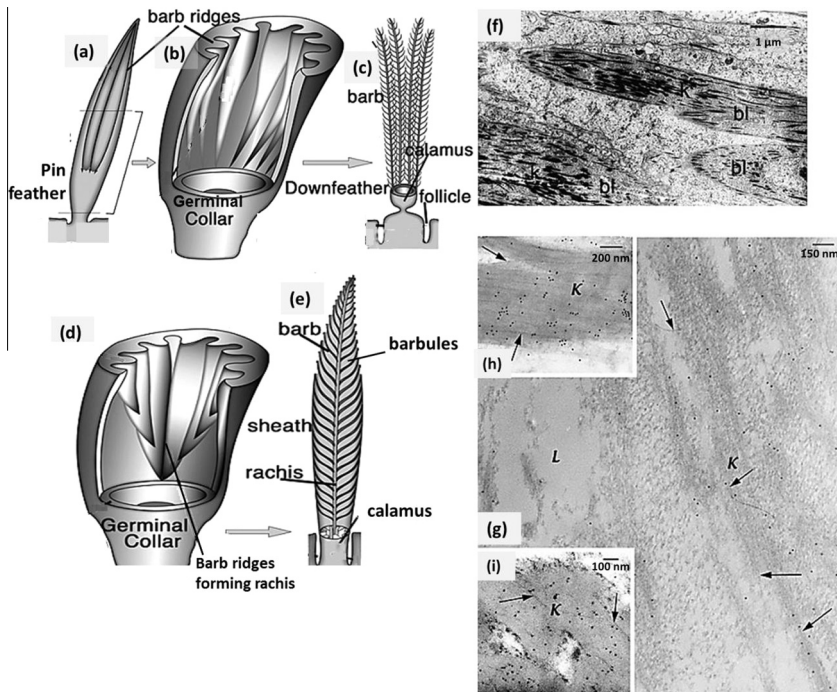 barb ridges
(a)
(b)
(c)
barb
calamus
Pin
feather
Downfeather
follicle
Germinal
Collar
(d)
(e)
barb
barbules
sheath
rachis
calamus
Germinal
Collar
Barb ridges
forming rachis
(f)
1 µm
K
bl
bl
k
bl
200 nm
K
(h)
150 nm
L
K
(g)
(i)
100 nm
K